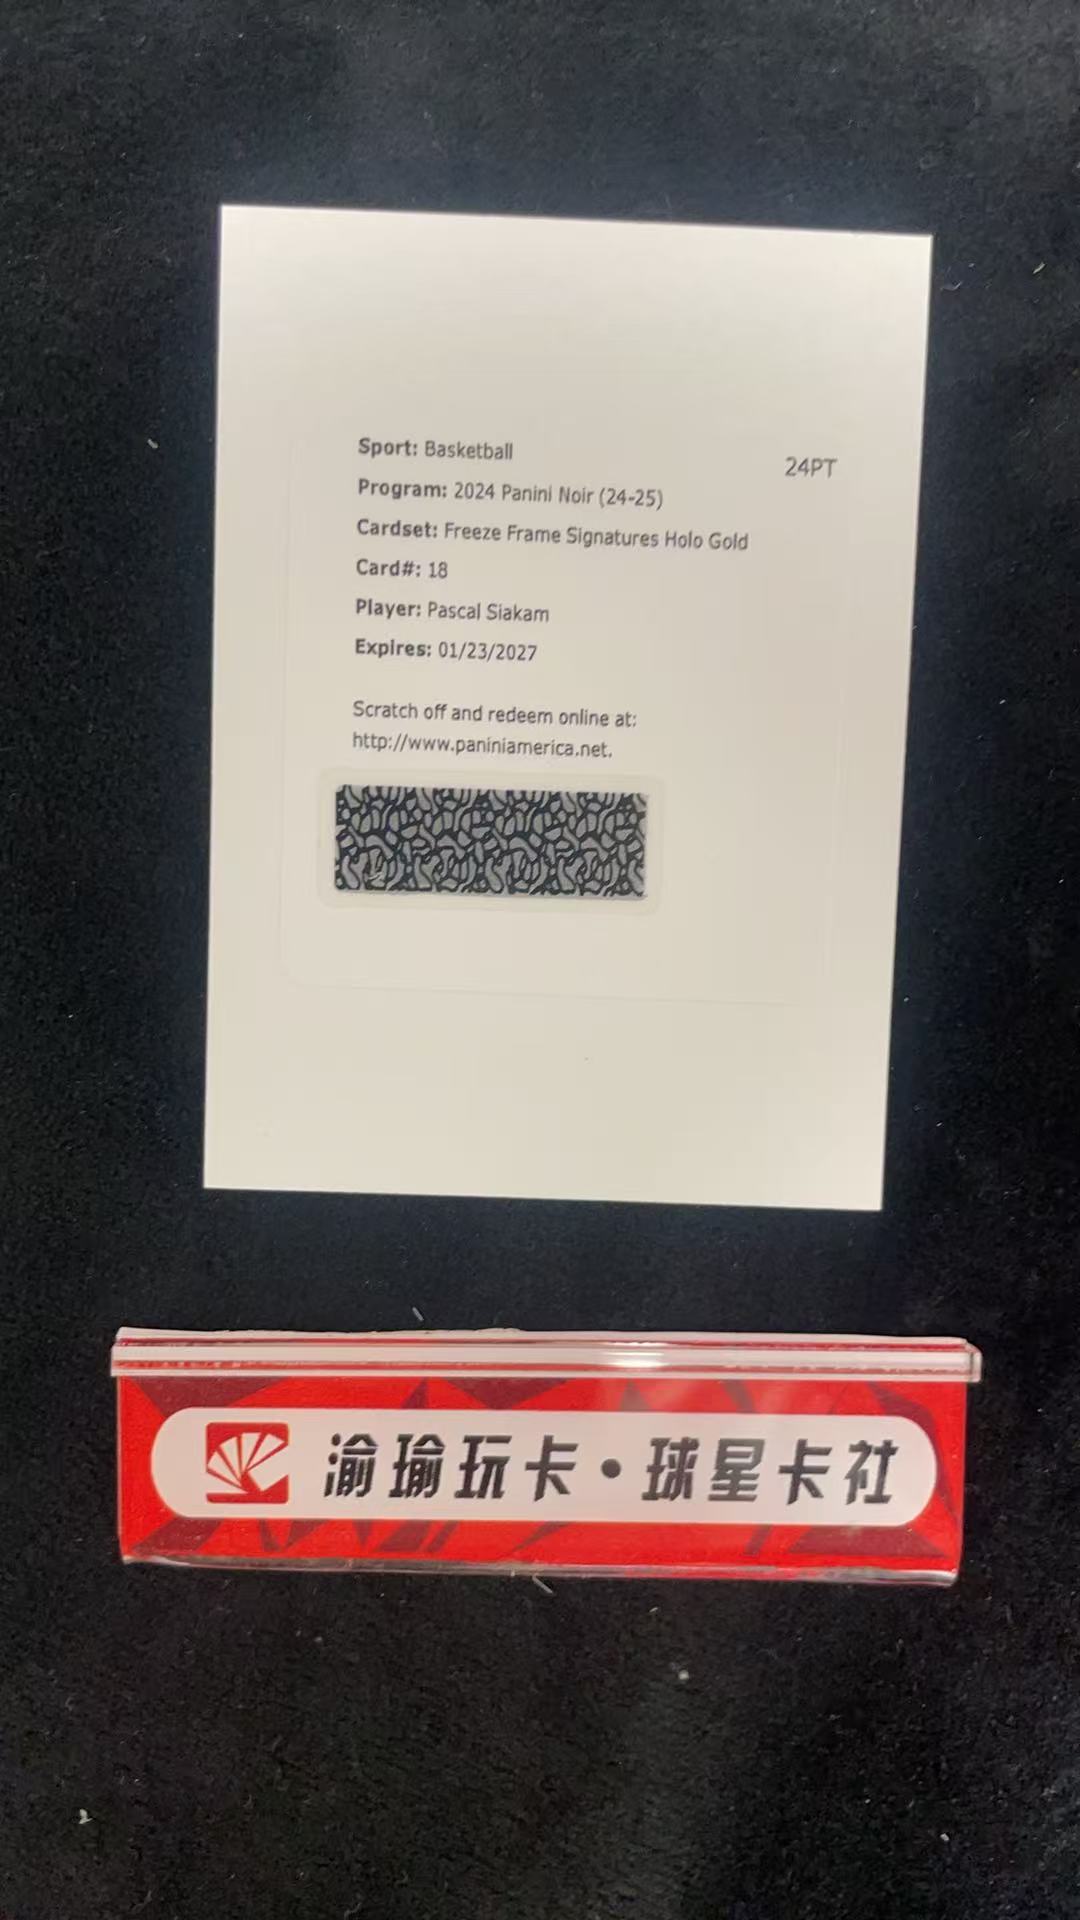 Sport: Basketball
24PT
Program: 2024 Panini Noir (24-25)
Cardset: Freeze Frame Signatures Holo Gold
Card#: 18
Player: Pascal Siakam
Expires: 01/23/2027
Scratch off and redeem online at:
http://www.paniniamerica.net.
渝瑜玩卡·球星卡社